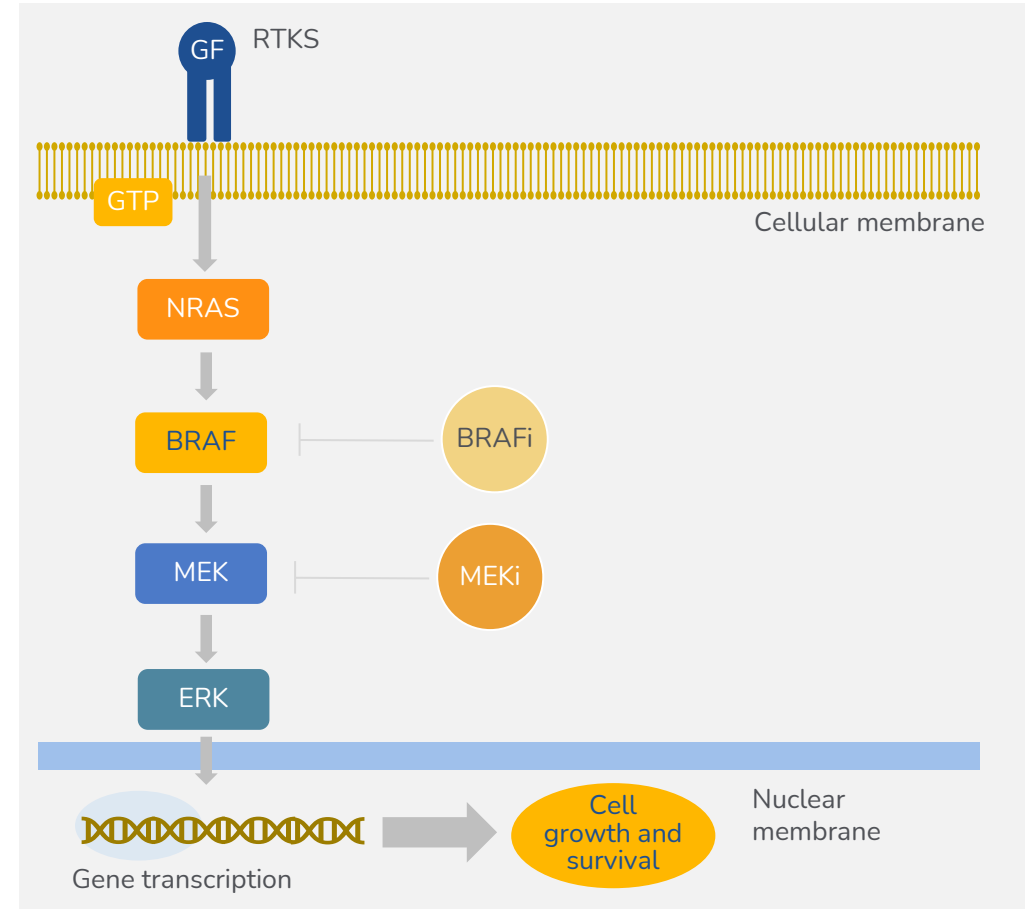 GF
RTKS
GTP
Cellular membrane
NRAS
BRAF
BRAFi
MEK
MEKi
ERK
Cell
growth and
survival
Nuclear
membrane
Gene transcription